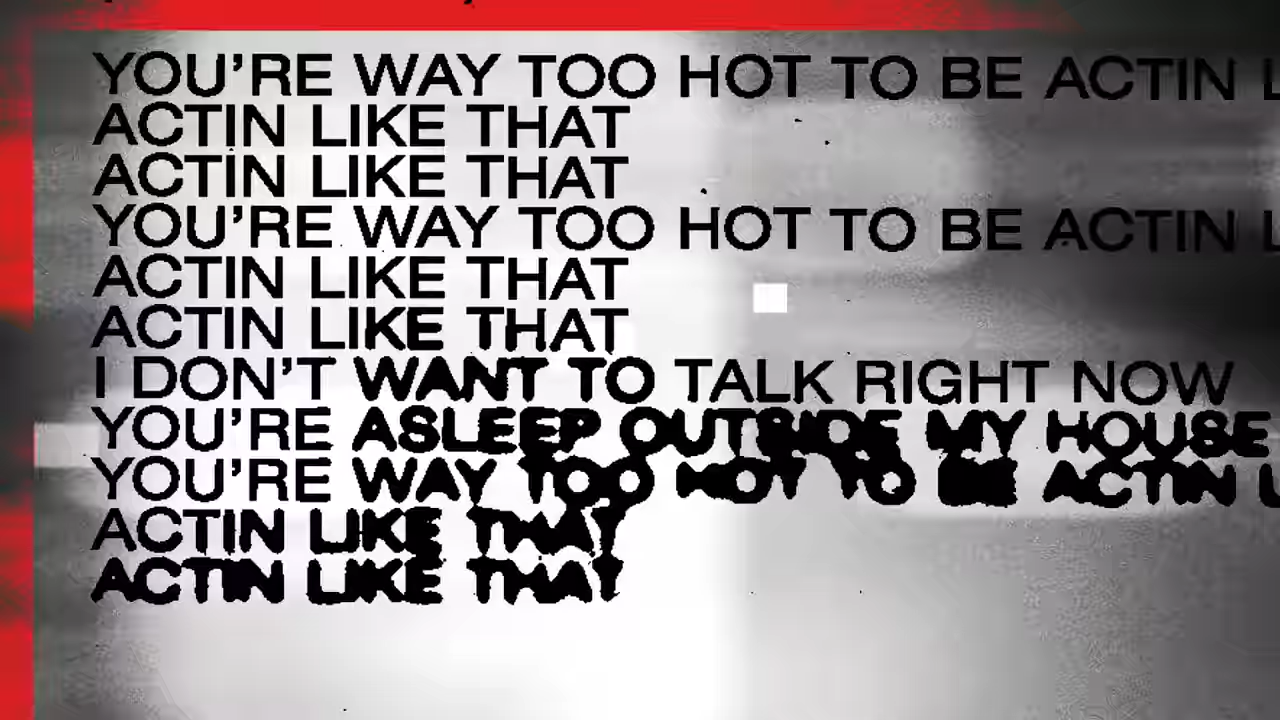 YOU'RE WAY TOO HOT TO BE ACTIN
ACTIN LIKE THAT
ACTIN LIKE THAT
YOU'RE WAY TOO HOT TO BE ACTIN
ACTIN LIKE THAT
ACTIN LIKE THAT
I DON'T WANT TO TALK RIGHT NOW
YOU'RE ASLEEP OUTSIDE MY HOUSE
YOU'RE WAY TOO HOT TO BE ACTIN
ACTIN LIKE THAT
ACTIN LIKE THAT